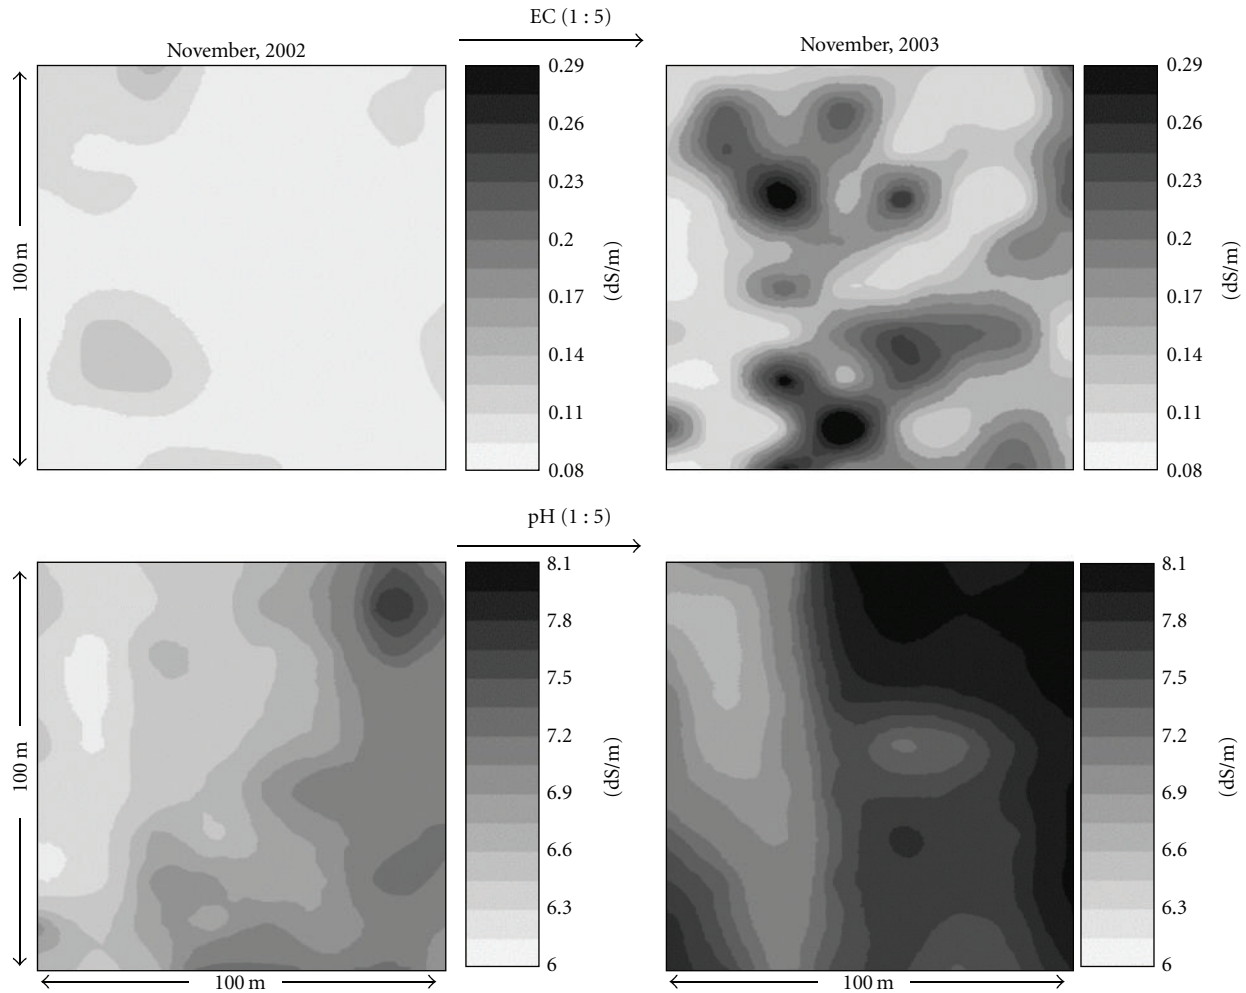 EC (1 : 5)
November, 2002
November, 2003
100 m
0.29
0.26
0.23
0.2
0.17
0.14
0.11
0.08
(dS/m)
0.29
0.26
0.23
0.2
0.17
0.14
0.11
0.08
(dS/m)
pH (1 : 5)
100 m
8.1
7.8
7.5
7.2
6.9
6.6
6.3
6
(dS/m)
8.1
7.8
7.5
7.2
6.9
6.6
6.3
6
(dS/m)
100 m
100 m